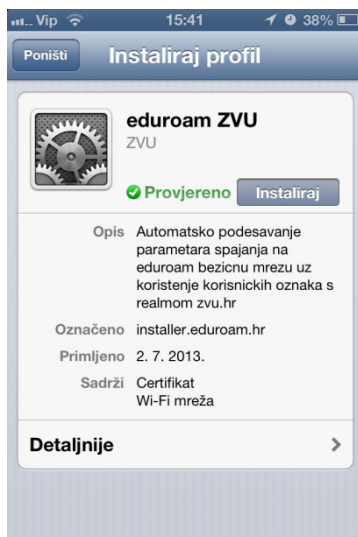 Vip 15:41 38%
Poništi Instaliraj profil
eduroam ZVU
ZVU
Provjereno Instaliraj
Opis Automatsko podesavanje
parametara spajanja na
eduroam bezicnu mrezu uz
koristenje korisnickih oznaka s
realmom zvu.hr
Označeno installer.eduroam.hr
Primljeno 2. 7. 2013.
Sadrži Certifikat
Wi-Fi mreža
Detaljnije